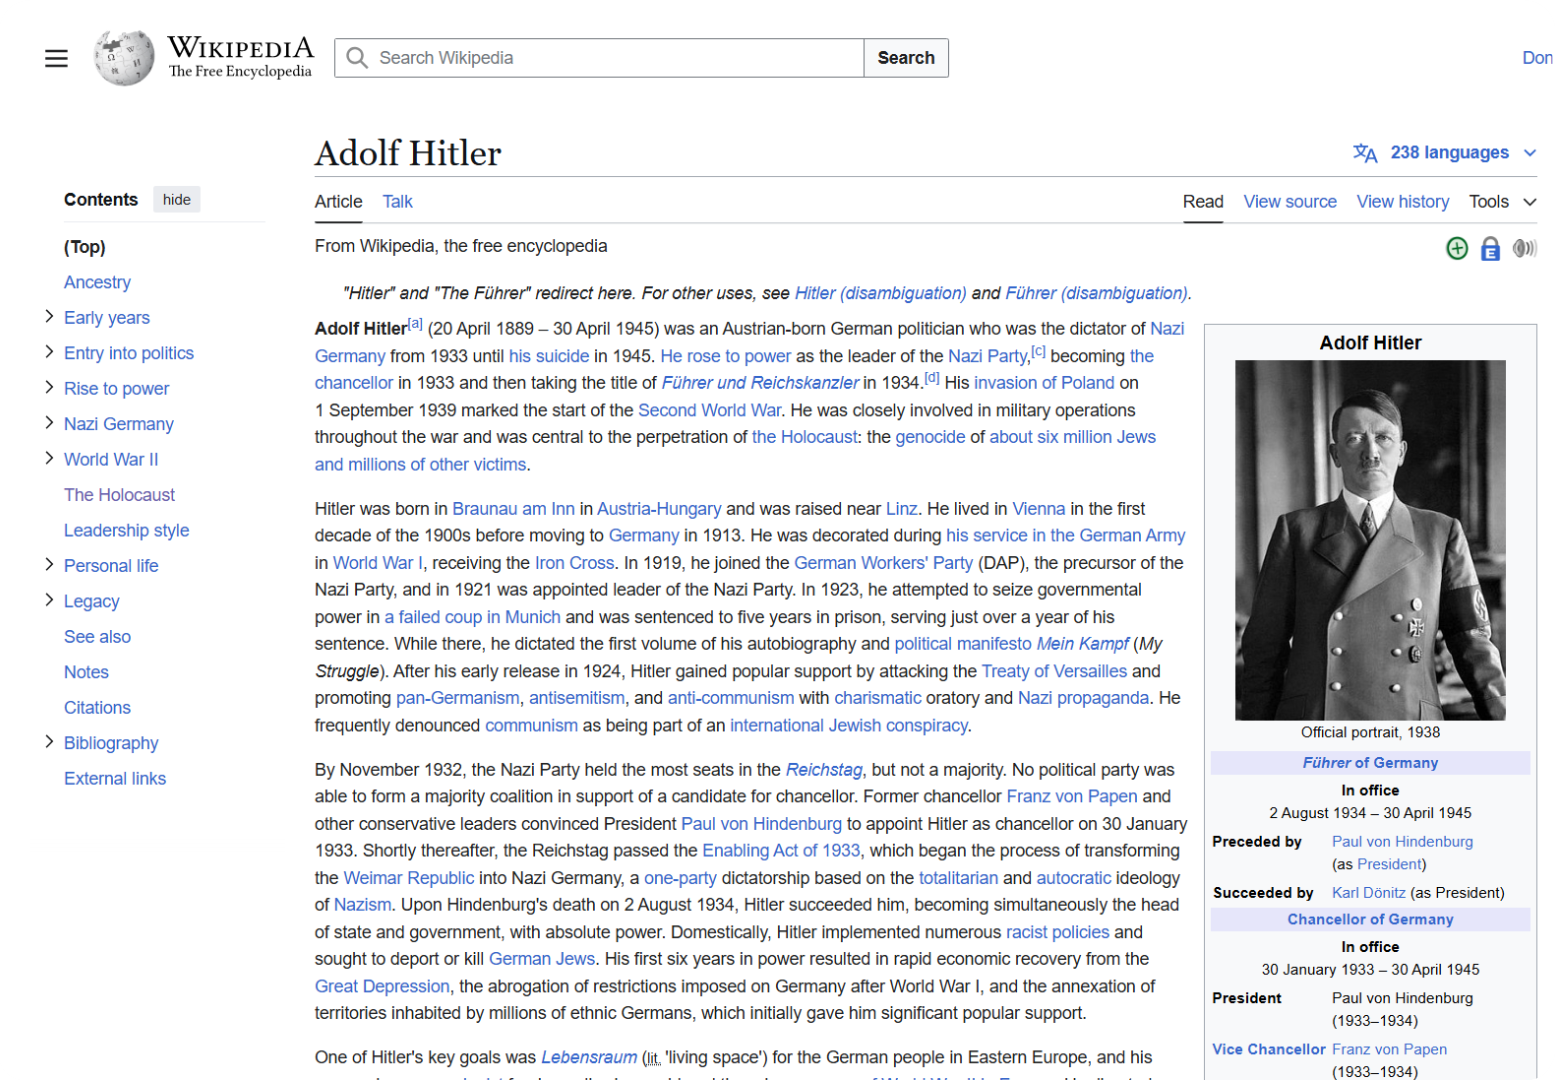 WIKIPEDIA
The Free Encyclopedia
Search Wikipedia
Search
Don
Adolf Hitler
238 languages
Contents hide
(Top)
Ancestry
Early years
Entry into politics
Rise to power
Nazi Germany
World War II
The Holocaust
Leadership style
Personal life
Legacy
See also
Notes
Citations
Bibliography
External links
Article Talk
Read View source View history Tools
From Wikipedia, the free encyclopedia
E
"Hitler" and "The Führer" redirect here. For other uses, see Hitler (disambiguation) and Führer (disambiguation).
Adolf Hitler[a] (20 April 1889 – 30 April 1945) was an Austrian-born German politician who was the dictator of Nazi
Germany from 1933 until his suicide in 1945. He rose to power as the leader of the Nazi Party,[c] becoming the
chancellor in 1933 and then taking the title of Führer und Reichskanzler in 1934.[d] His invasion of Poland on
1 September 1939 marked the start of the Second World War. He was closely involved in military operations
throughout the war and was central to the perpetration of the Holocaust: the genocide of about six million Jews
and millions of other victims.
Hitler was born in Braunau am Inn in Austria-Hungary and was raised near Linz. He lived in Vienna in the first
decade of the 1900s before moving to Germany in 1913. He was decorated during his service in the German Army
in World War I, receiving the Iron Cross. In 1919, he joined the German Workers' Party (DAP), the precursor of the
Nazi Party, and in 1921 was appointed leader of the Nazi Party. In 1923, he attempted to seize governmental
power in a failed coup in Munich and was sentenced to five years in prison, serving just over a year of his
sentence. While there, he dictated the first volume of his autobiography and political manifesto Mein Kampf (My
Struggle). After his early release in 1924, Hitler gained popular support by attacking the Treaty of Versailles and
promoting pan-Germanism, antisemitism, and anti-communism with charismatic oratory and Nazi propaganda. He
frequently denounced communism as being part of an international Jewish conspiracy.
By November 1932, the Nazi Party held the most seats in the Reichstag, but not a majority. No political party was
able to form a majority coalition in support of a candidate for chancellor. Former chancellor Franz von Papen and
other conservative leaders convinced President Paul von Hindenburg to appoint Hitler as chancellor on 30 January
1933. Shortly thereafter, the Reichstag passed the Enabling Act of 1933, which began the process of transforming
the Weimar Republic into Nazi Germany, a one-party dictatorship based on the totalitarian and autocratic ideology
of Nazism. Upon Hindenburg's death on 2 August 1934, Hitler succeeded him, becoming simultaneously the head
of state and government, with absolute power. Domestically, Hitler implemented numerous racist policies and
sought to deport or kill German Jews. His first six years in power resulted in rapid economic recovery from the
Great Depression, the abrogation of restrictions imposed on Germany after World War I, and the annexation of
territories inhabited by millions of ethnic Germans, which initially gave him significant popular support.
One of Hitler's key goals was Lebensraum (lit. 'living space') for the German people in Eastern Europe, and his
Adolf Hitler
Official portrait, 1938
Führer of Germany
In office
2 August 1934 – 30 April 1945
Preceded by Paul von Hindenburg
(as President)
Succeeded by Karl Dönitz (as President)
Chancellor of Germany
In office
30 January 1933 – 30 April 1945
President Paul von Hindenburg
(1933–1934)
Vice Chancellor Franz von Papen
(1933–1934)